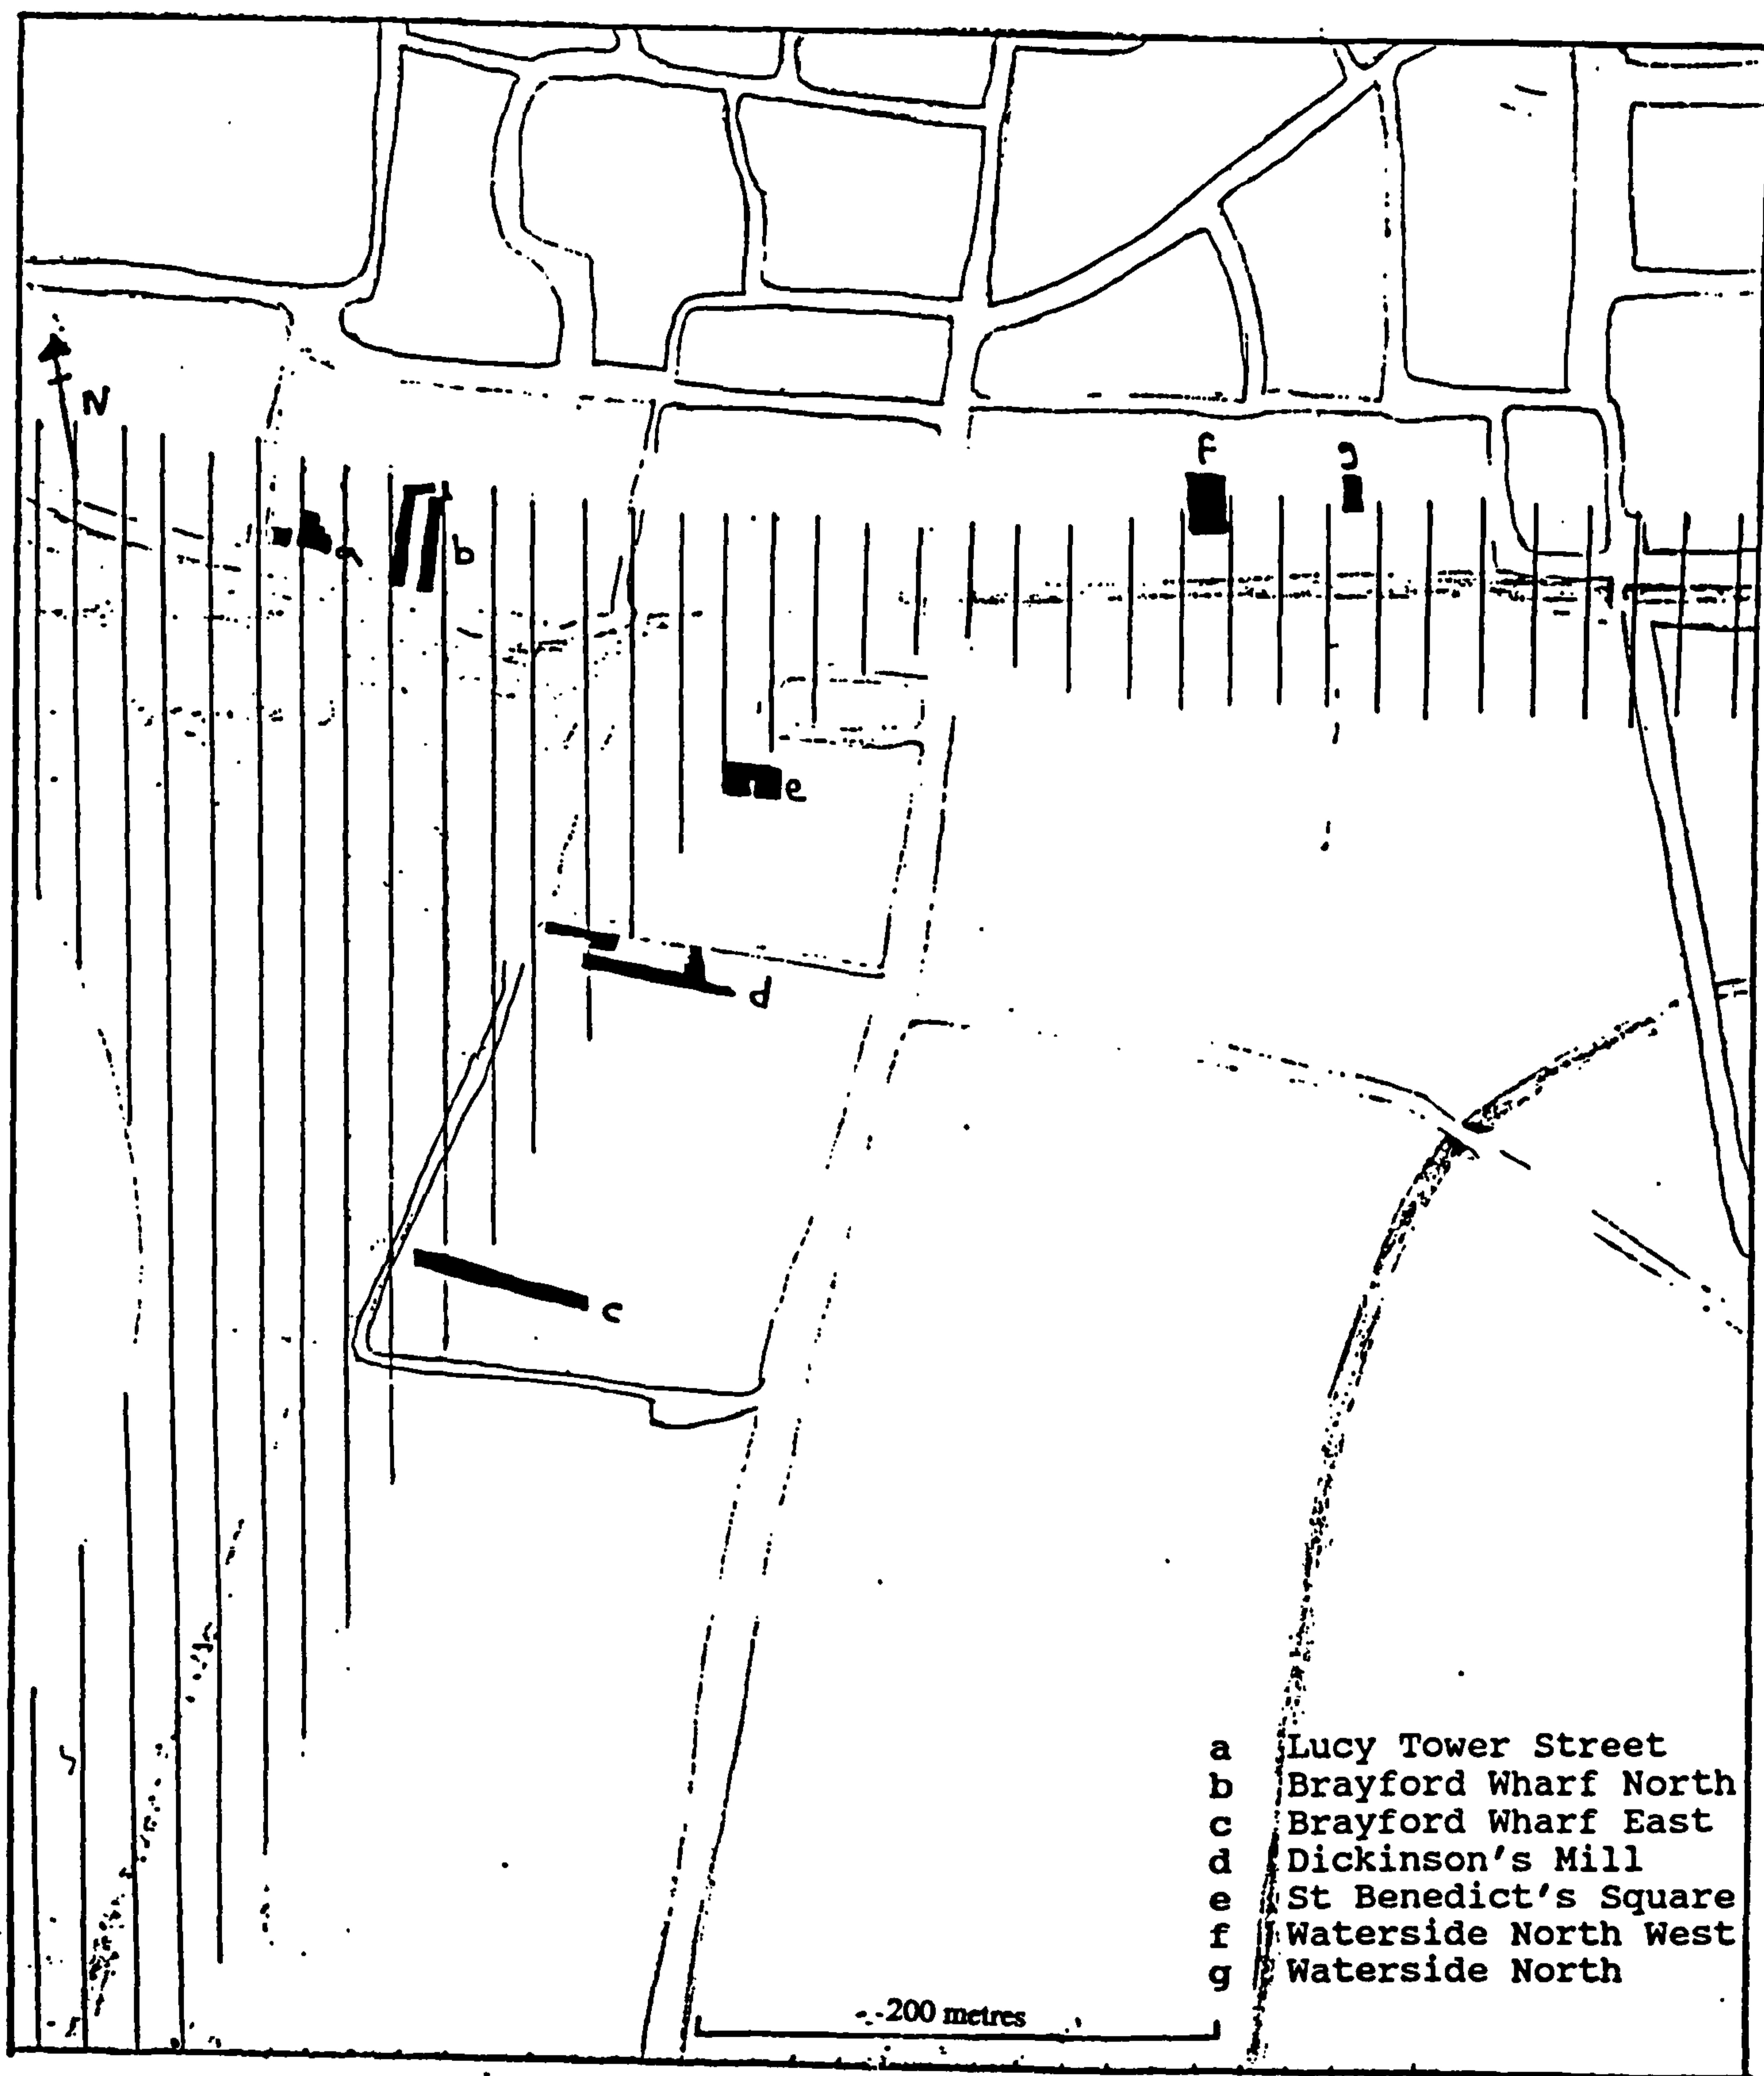 N
f
g
a
b
e
d
c
a Lucy Tower Street
b Brayford Wharf North
c Brayford Wharf East
d Dickinson's Mill
e St Benedict's Square
f Waterside North West
g Waterside North
200 metres